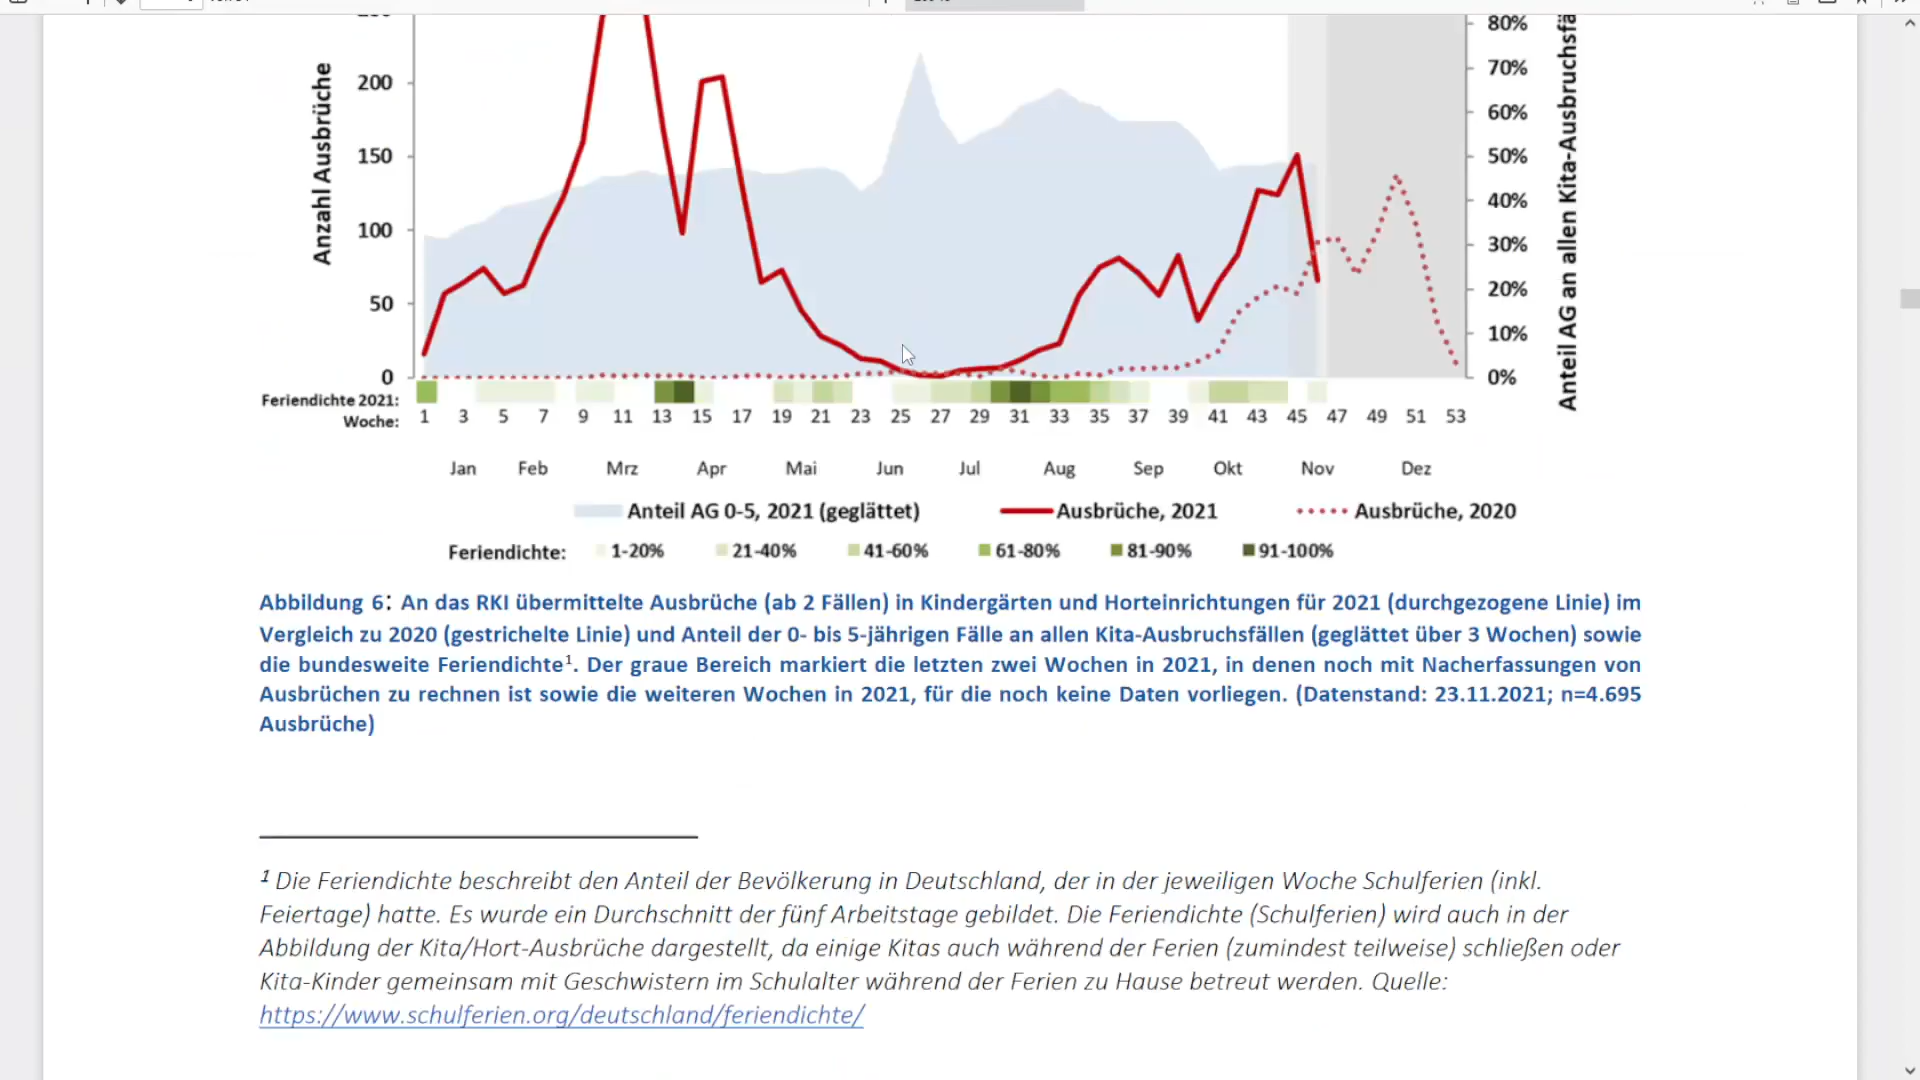 80%
200
70%
60%
150
50%
100
40%
30%
50
20%
10%
0
0%
Anzahl Ausbrüche
Anteil AG an allen
Feriendichte 2021:
Woche: 1 3 5 7 9 11 13 15 17 19 21 23 25 27 29 31 33 35 37 39 41 43 45 47 49 51 53
Jan Feb Mrz Apr Mai Jun Jul Aug Sep Okt Nov Dez
Anteil AG 0-5, 2021 (geglättet) Ausbrüche, 2021 Ausbrüche, 2020
Feriendichte: 1-20% 21-40% 41-60% 61-80% 81-90% 91-100%
Abbildung 6: An das RKI übermittelte Ausbrüche (ab 2 Fällen) in Kindergärten und Horteinrichtungen für 2021 (durchgezogene Linie) im
Vergleich zu 2020 (gestrichelte Linie) und Anteil der 0- bis 5-jährigen Fälle an allen Kita-Ausbruchsfällen (geglättet über 3 Wochen) sowie
die bundesweite Feriendichte¹. Der graue Bereich markiert die letzten zwei Wochen in 2021, in denen noch mit Nacherfassungen von
Ausbrüchen zu rechnen ist sowie die weiteren Wochen in 2021, für die noch keine Daten vorliegen. (Datenstand: 23.11.2021; n=4.695
Ausbrüche)
1 Die Feriendichte beschreibt den Anteil der Bevölkerung in Deutschland, der in der jeweiligen Woche Schulferien (inkl.
Feiertage) hatte. Es wurde ein Durchschnitt der fünf Arbeitstage gebildet. Die Feriendichte (Schulferien) wird auch in der
Abbildung der Kita/Hort-Ausbrüche dargestellt, da einige Kitas auch während der Ferien (zumindest teilweise) schließen oder
Kita-Kinder gemeinsam mit Geschwistern im Schulalter während der Ferien zu Hause betreut werden. Quelle:
https://www.schulferien.org/deutschland/feriendichte/